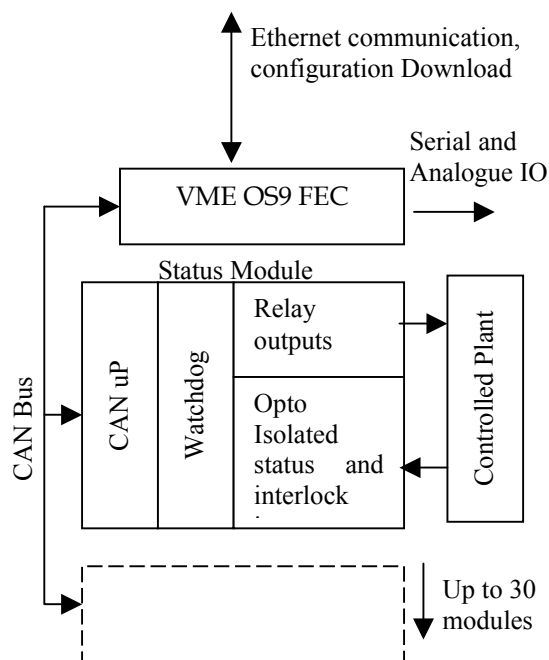 Ethernet communication,
configuration Download
Serial and
Analogue IO
VME OS9 FEC
Status Module
CAN Bus
CAN uP
Watchdog
Relay
outputs
Opto
Isolated
status and
interlock
Controlled Plant
Up to 30
modules